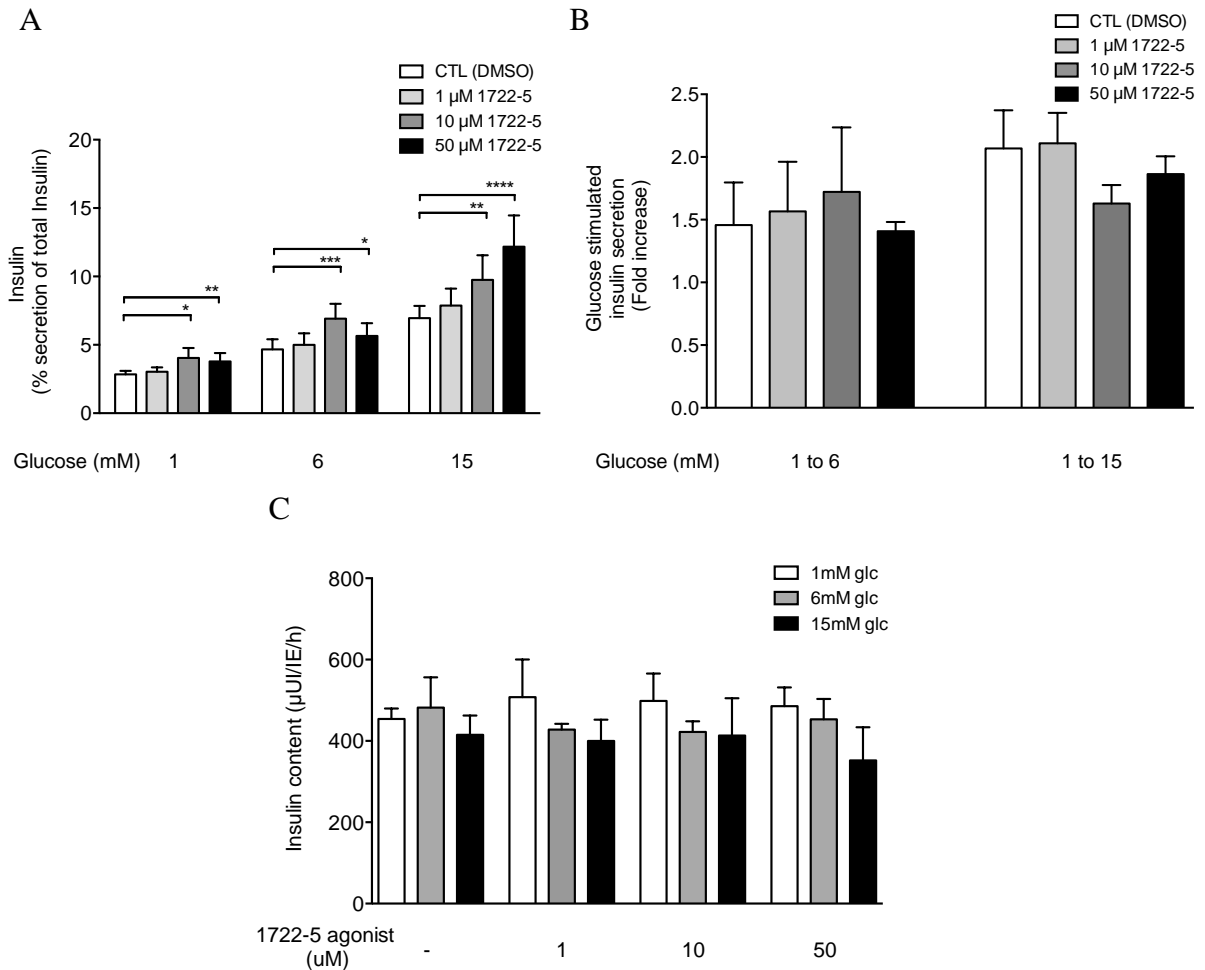 A
CTL (DMSO)
1 µM 1722-5
10 µM 1722-5
50 µM 1722-5
Insulin
(% secretion of total Insulin)
20
15
10
5
0
*
**
***
*
**
****
Glucose (mM) 1 6 15
B
CTL (DMSO)
1 µM 1722-5
10 µM 1722-5
50 µM 1722-5
Glucose stimulated
insulin secretion
(Fold increase)
2.5
2.0
1.5
1.0
0.5
0.0
Glucose (mM) 1 to 6 1 to 15
C
1mM glc
6mM glc
15mM glc
Insulin content (µUI/IE/h)
800
600
400
200
0
1722-5 agonist
(uM) - 1 10 50